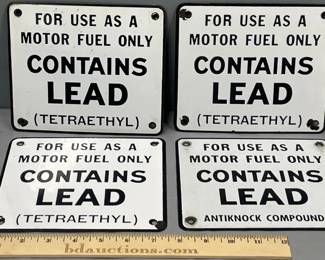 FOR USE AS A
MOTOR FUEL ONLY
CONTAINS
LEAD
(TETRAETHYL)
FOR USE AS A
MOTOR FUEL ONLY
CONTAINS
LEAD
(TETRAETHYL)
FOR USE AS A
MOTOR FUEL ONLY
CONTAINS
LEAD
(TETRAETHYL)
FOR USE AS A
MOTOR FUEL ONLY
CONTAINS
LEAD
ANTIKNOCK COMPOUND
bdauctions.com